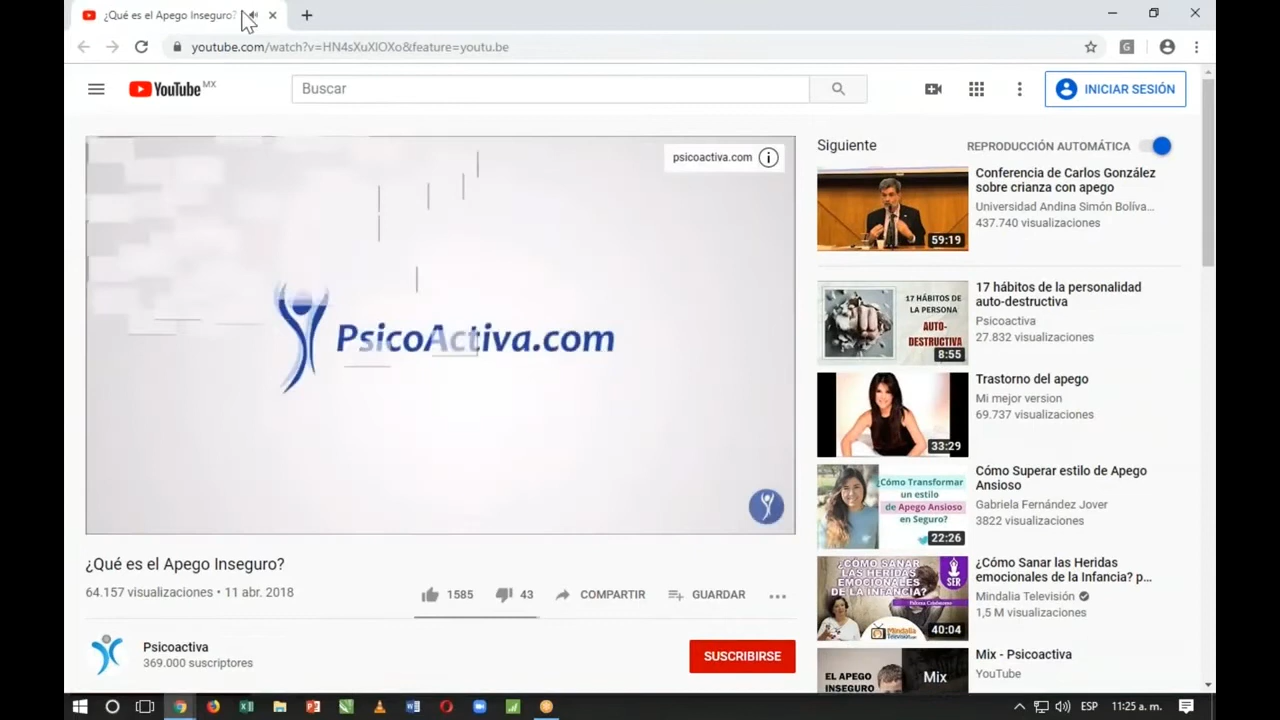 ¿Qué es el Apego Inseguro?
youtube.com/watch?v=HN4sXuXlOXo&feature=youtu.be
YouTube MX
Buscar
INICIAR SESIÓN
psicoactiva.com
PsicoActiva.com
¿Qué es el Apego Inseguro?
64.157 visualizaciones • 11 abr. 2018
1585
43
COMPARTIR
GUARDAR
Psicoactiva
369.000 suscriptores
SUSCRIBIRSE
Siguiente
REPRODUCCIÓN AUTOMÁTICA
59:19
Conferencia de Carlos González
sobre crianza con apego
Universidad Andina Simón Bolíva...
437.740 visualizaciones
17 HÁBITOS DE
LA PERSONA
AUTO-
DESTRUCTIVA
8:55
17 hábitos de la personalidad
auto-destructiva
Psicoactiva
27.832 visualizaciones
33:29
Trastorno del apego
Mi mejor version
69.737 visualizaciones
¿Cómo Transformar
un estilo
de Apego Ansioso
en Seguro?
22:26
Cómo Superar estilo de Apego
Ansioso
Gabriela Fernández Jover
3822 visualizaciones
¿CÓMO SANAR
LAS HERIDAS
EMOCIONALES
DE LA INFANCIA?
SER
Mindalia
Televisión
40:04
¿Cómo Sanar las Heridas
emocionales de la Infancia? p...
Mindalia Televisión
1,5 M visualizaciones
EL APEGO
INSEGURO
Mix
Mix - Psicoactiva
YouTube
ESP
11:25 a. m.